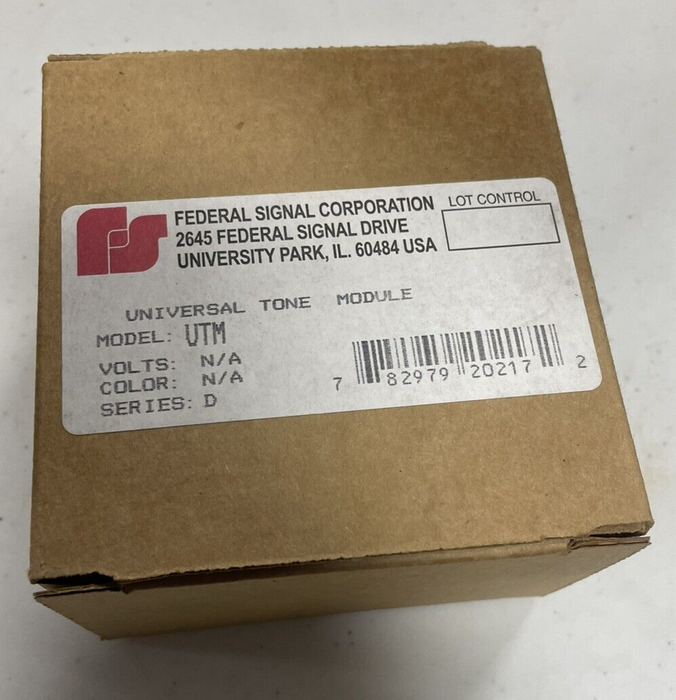 FS
FEDERAL SIGNAL CORPORATION
2645 FEDERAL SIGNAL DRIVE
UNIVERSITY PARK, IL. 60484 USA
LOT CONTROL
UNIVERSAL TONE MODULE
MODEL: UTM
VOLTS: N/A
COLOR: N/A
SERIES: D
7 82979 20217 2